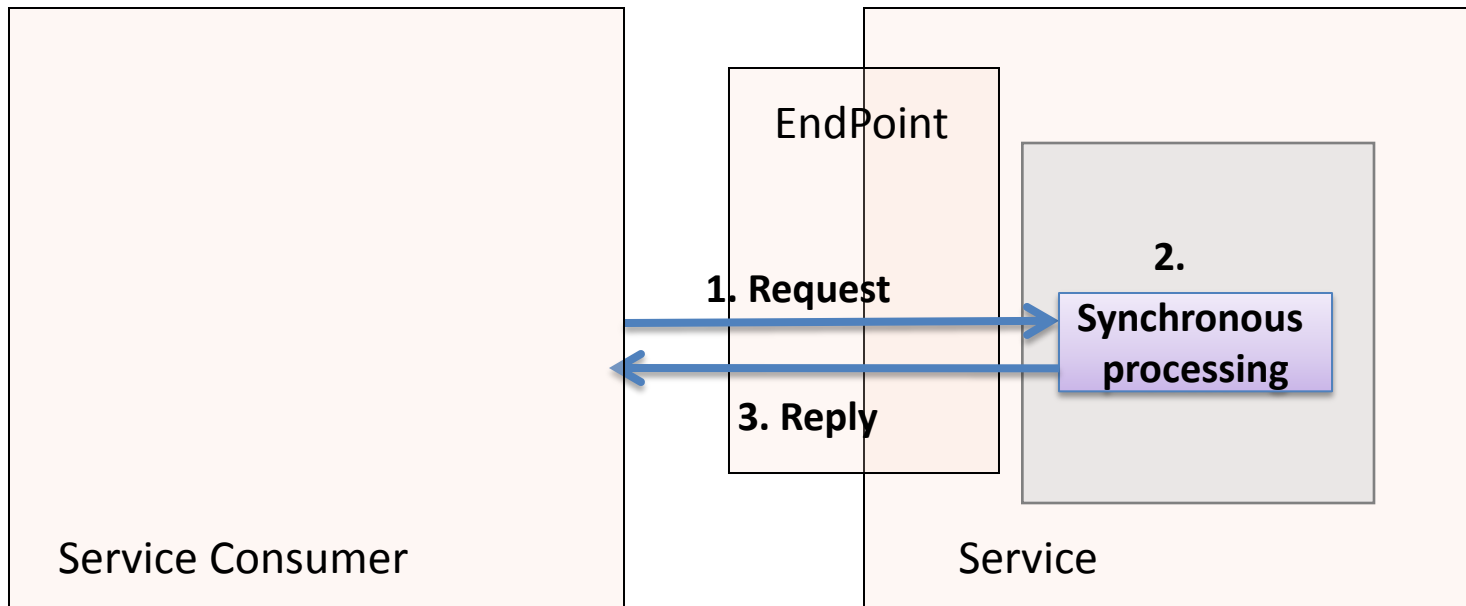 EndPoint
2.
1. Request
Synchronous
processing
3. Reply
Service Consumer
Service